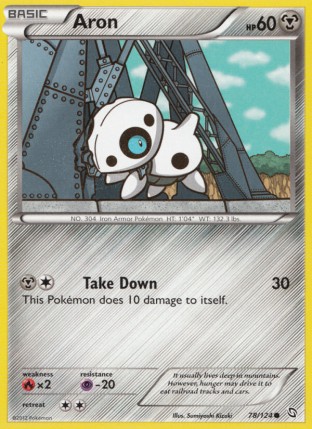 BASIC
Aron
HP60
NO. 304 Iron Armor Pokémon HT: 1'04" WT: 132.3 lbs.
Take Down 30
This Pokémon does 10 damage to itself.
weakness resistance
×2 -20
retreat
It usually lives deep in mountains.
However, hunger may drive it to
eat railroad tracks and cars.
©2012 Pokémon Illus. Sumiyoshi Kizuki 78/124